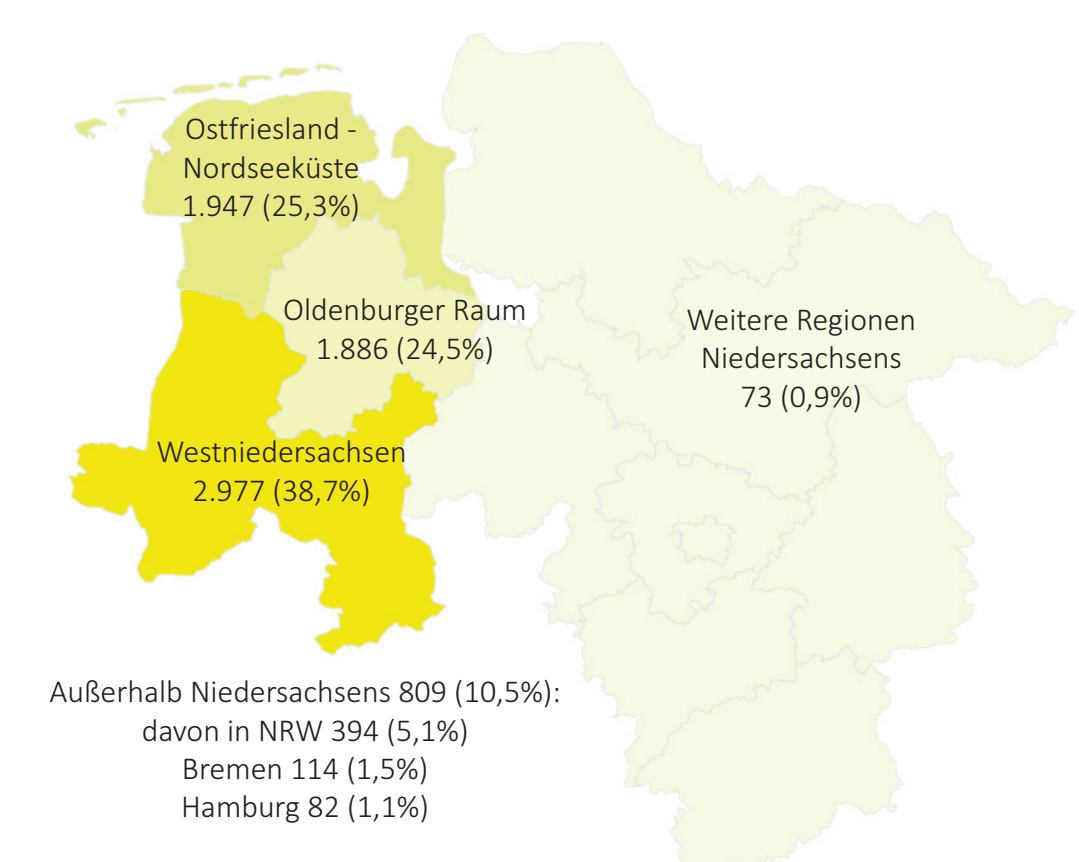 Ostfriesland -
Nordseeküste
1.947 (25,3%)
Oldenburger Raum
1.886 (24,5%)
Weitere Regionen
Niedersachsens
73 (0,9%)
Westniedersachsen
2.977 (38,7%)
Außerhalb Niedersachsens 809 (10,5%):
davon in NRW 394 (5,1%)
Bremen 114 (1,5%)
Hamburg 82 (1,1%)